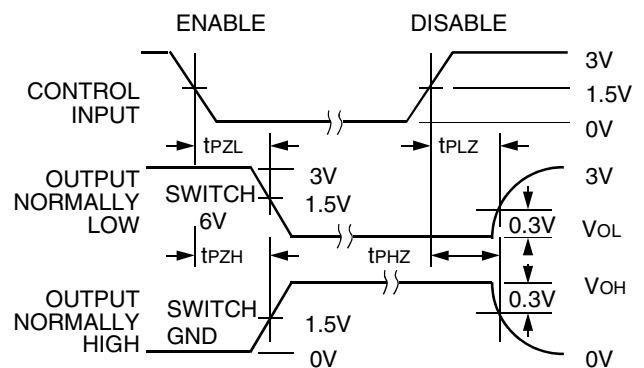 ENABLE DISABLE
3V
CONTROL INPUT
1.5V
0V
tPZL tPLZ
OUTPUT NORMALLY LOW
SWITCH 6V
3V
1.5V
3V
0.3V
VOL
tPZH tPHZ
OUTPUT NORMALLY HIGH
SWITCH GND
1.5V
0V
VOH
0.3V
0V